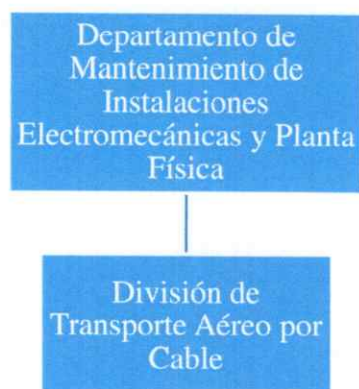 Departamento de
Mantenimiento de
Instalaciones
Electromecánicas y Planta
Física
División de
Transporte Aéreo por
Cable